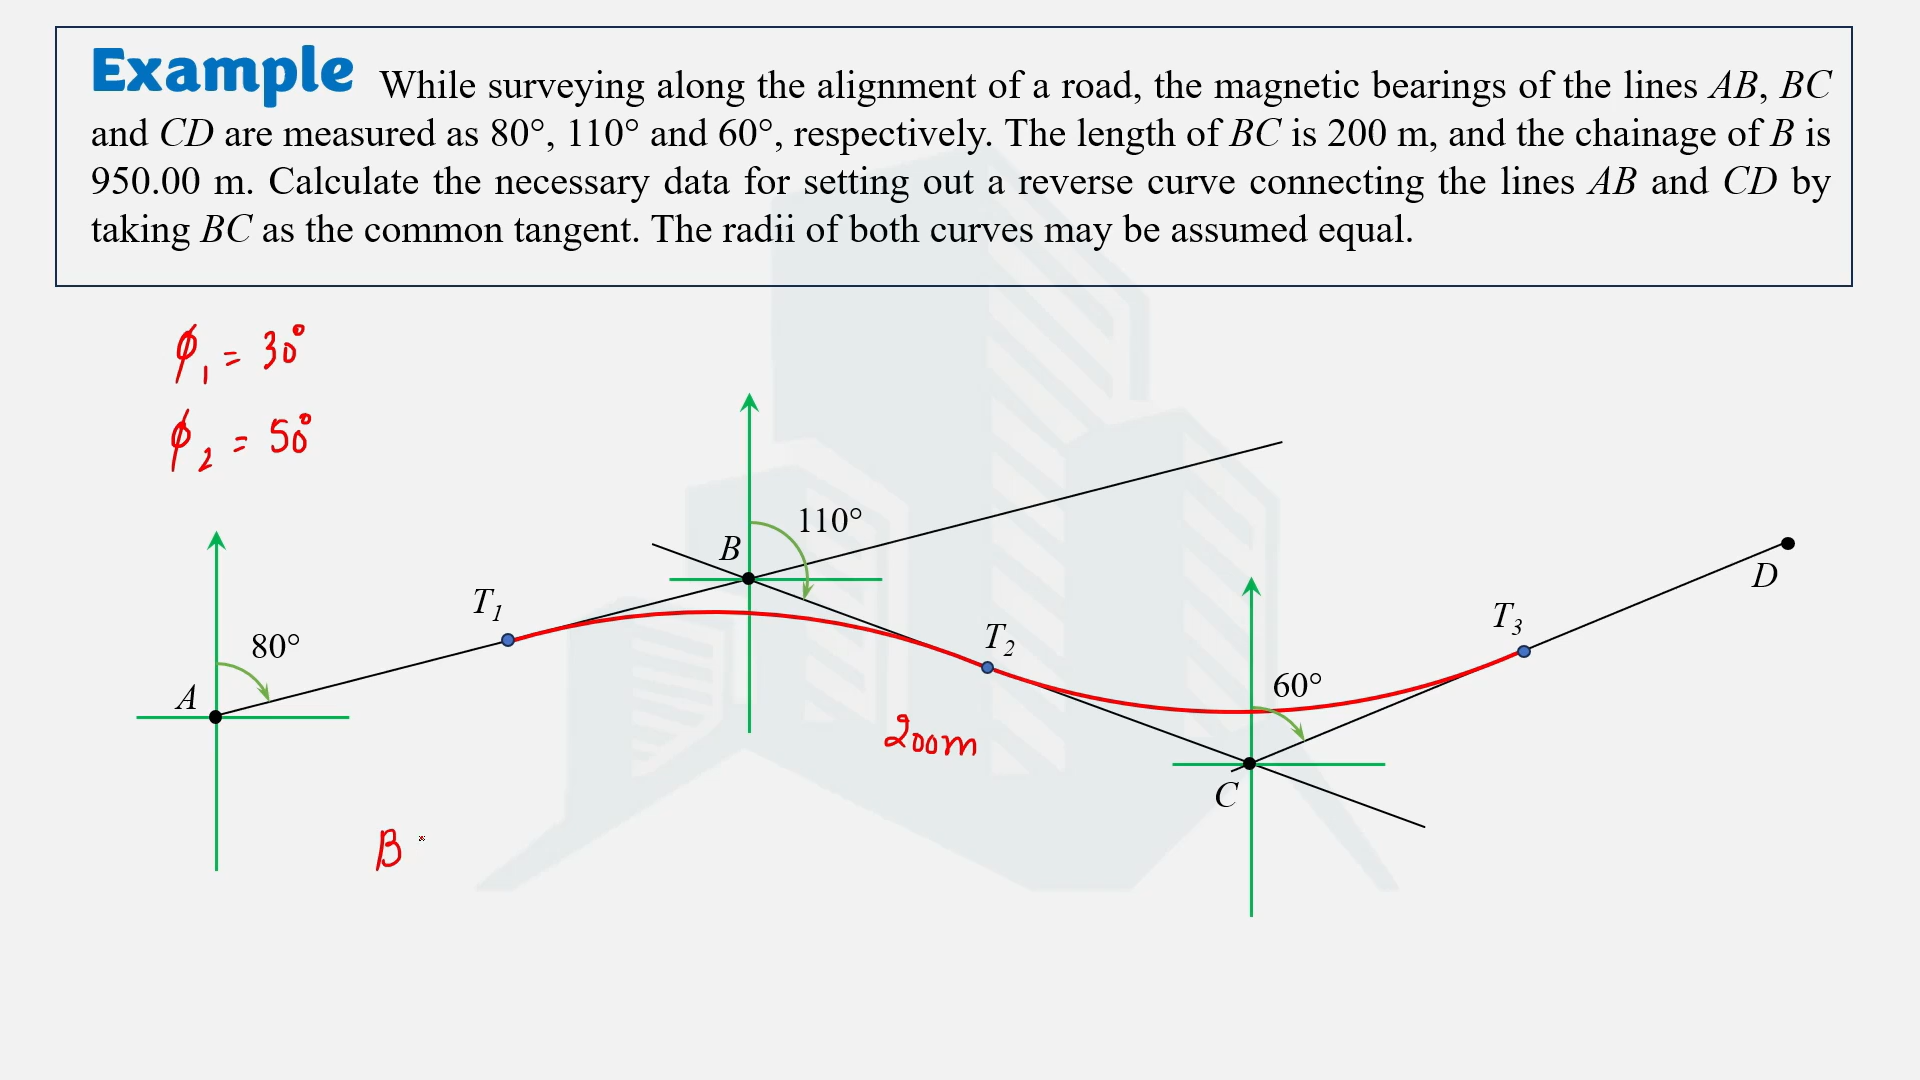 Example While surveying along the alignment of a road, the magnetic bearings of the lines AB, BC
and CD are measured as 80°, 110° and 60°, respectively. The length of BC is 200 m, and the chainage of B is
950.00 m. Calculate the necessary data for setting out a reverse curve connecting the lines AB and CD by
taking BC as the common tangent. The radii of both curves may be assumed equal.
ϕ₁ = 30°
ϕ₂ = 50°
110°
B
D
T₁
T₃
T₂
80°
60°
A
200m
C
B